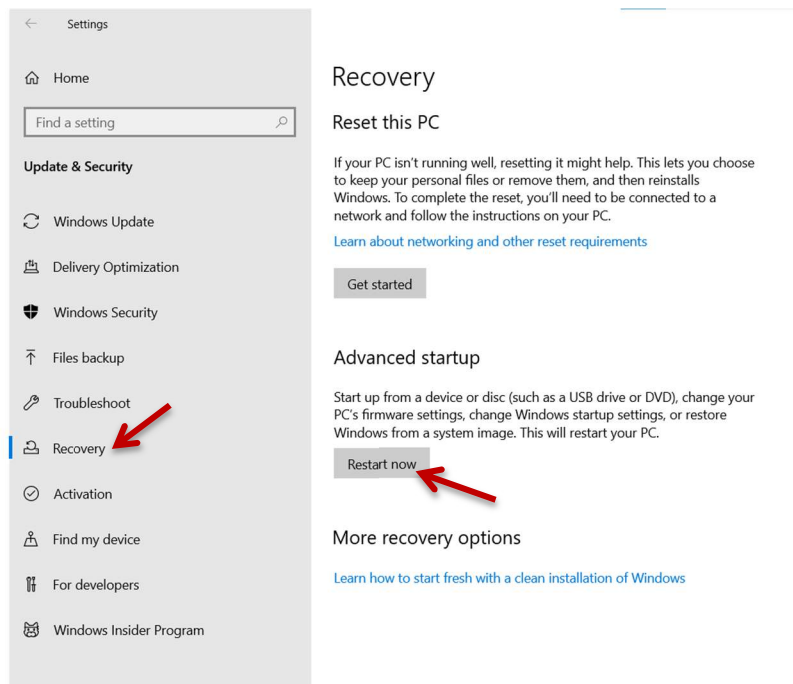 Settings
Home
Find a setting
Update & Security
Windows Update
Delivery Optimization
Windows Security
Files backup
Troubleshoot
Recovery
Activation
Find my device
For developers
Windows Insider Program
Recovery
Reset this PC
If your PC isn't running well, resetting it might help. This lets you choose
to keep your personal files or remove them, and then reinstalls
Windows. To complete the reset, you'll need to be connected to a
network and follow the instructions on your PC.
Learn about networking and other reset requirements
Get started
Advanced startup
Start up from a device or disc (such as a USB drive or DVD), change your
PC's firmware settings, change Windows startup settings, or restore
Windows from a system image. This will restart your PC.
Restart now
More recovery options
Learn how to start fresh with a clean installation of Windows